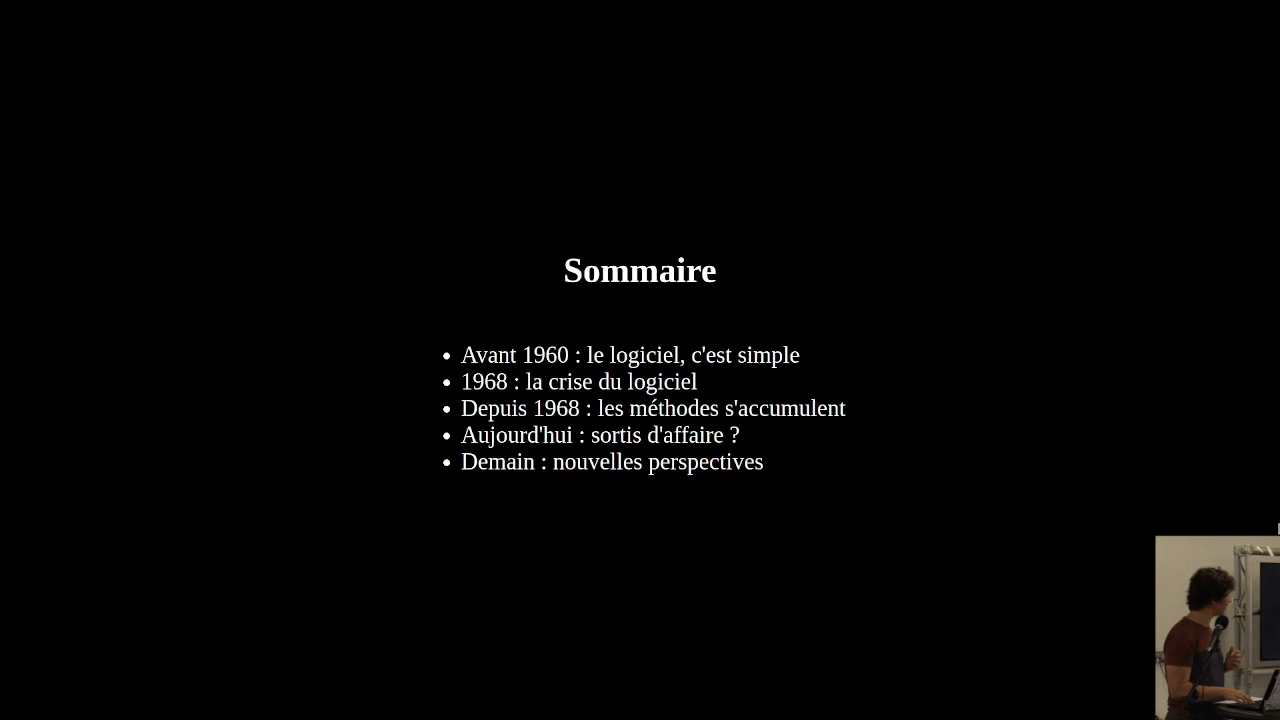 Sommaire
Avant 1960 : le logiciel, c'est simple
1968 : la crise du logiciel
Depuis 1968 : les méthodes s'accumulent
Aujourd'hui : sortis d'affaire ?
Demain : nouvelles perspectives